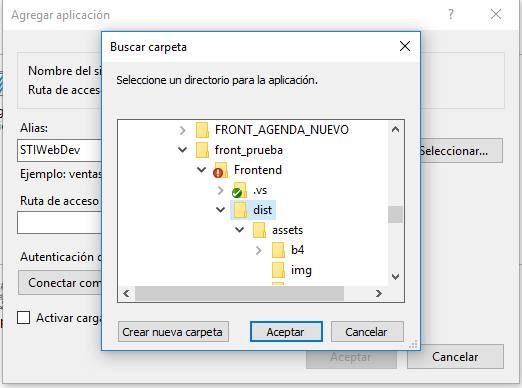 Agregar aplicación
Buscar carpeta
Seleccione un directorio para la aplicación.
Nombre del si
Ruta de acceso
Alias:
STIWebDev
Seleccionar...
Ejemplo: ventas
Ruta de acceso
FRONT_AGENDA_NUEVO
front_prueba
Frontend
.vs
dist
assets
b4
img
Autenticación d
Conectar com
Activar carga
Crear nueva carpeta
Aceptar
Cancelar
Aceptar
Cancelar